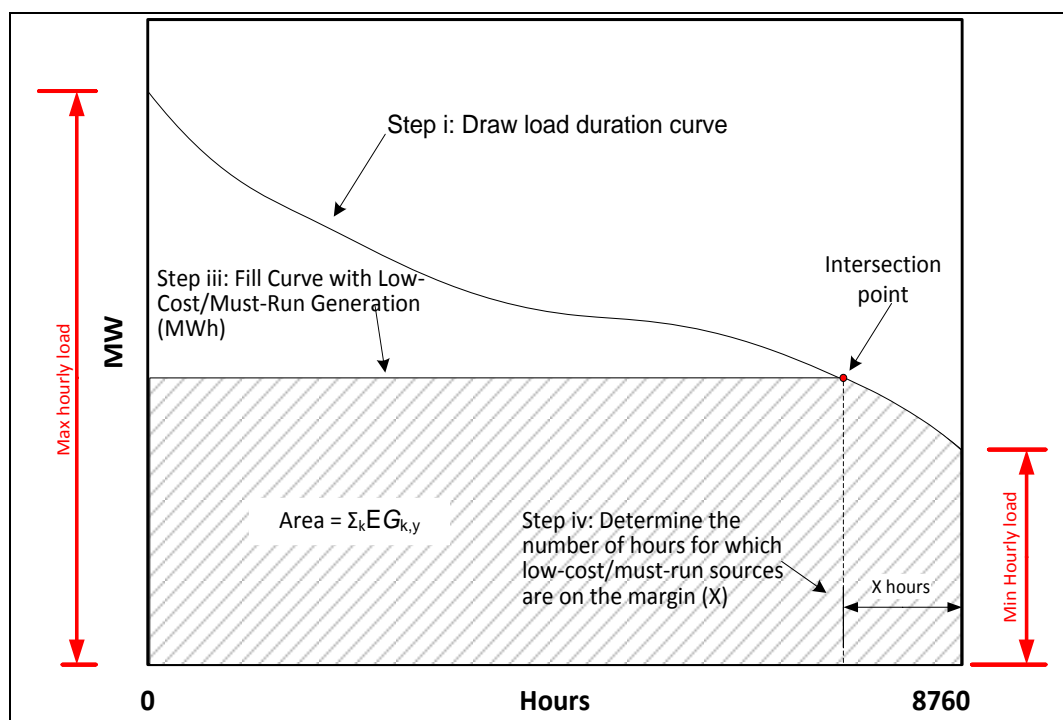 Step i: Draw load duration curve
Step iii: Fill Curve with Low-
Cost/Must-Run Generation
(MWh)
Intersection
point
MW
Max hourly load
Area = ΣₖEGₖ,ᵧ
Step iv: Determine the
number of hours for which
low-cost/must-run sources
are on the margin (X)
X hours
Min Hourly load
0
Hours
8760